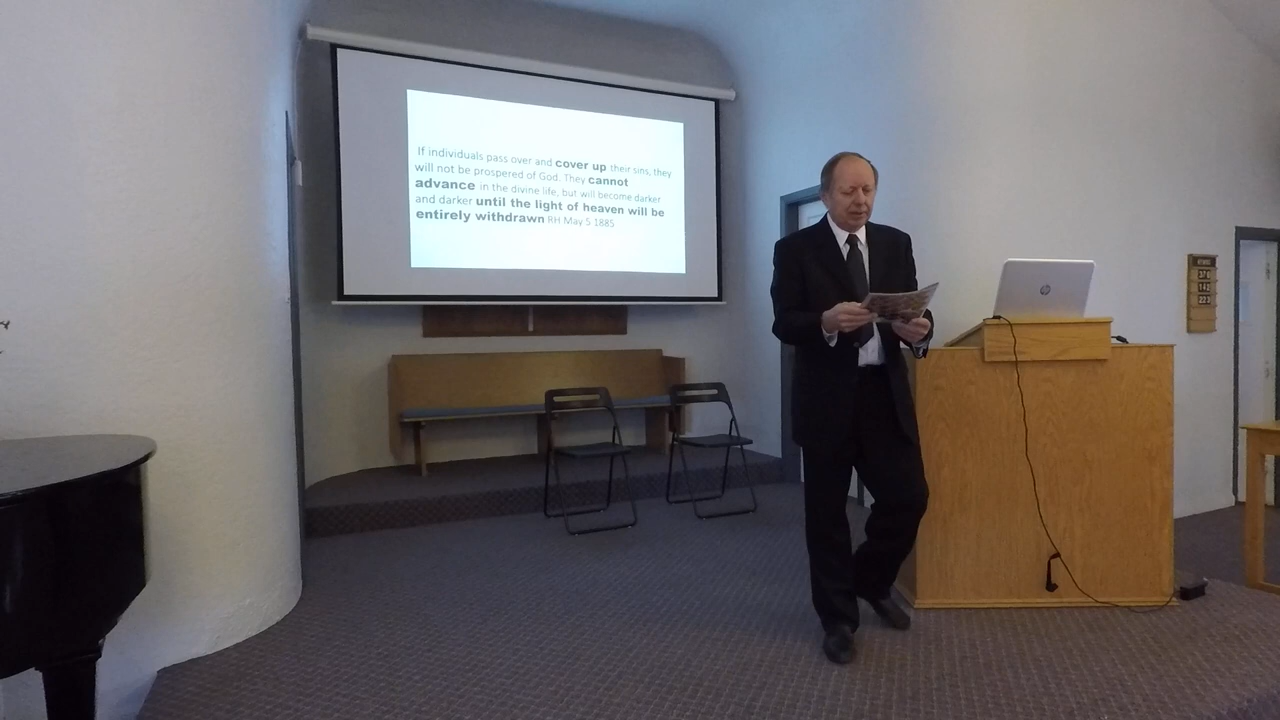 If individuals pass over and cover up their sins, they
will not be prospered of God. They cannot
advance in the divine life, but will become darker
and darker until the light of heaven will be
entirely withdrawn RH May 5 1885
hp